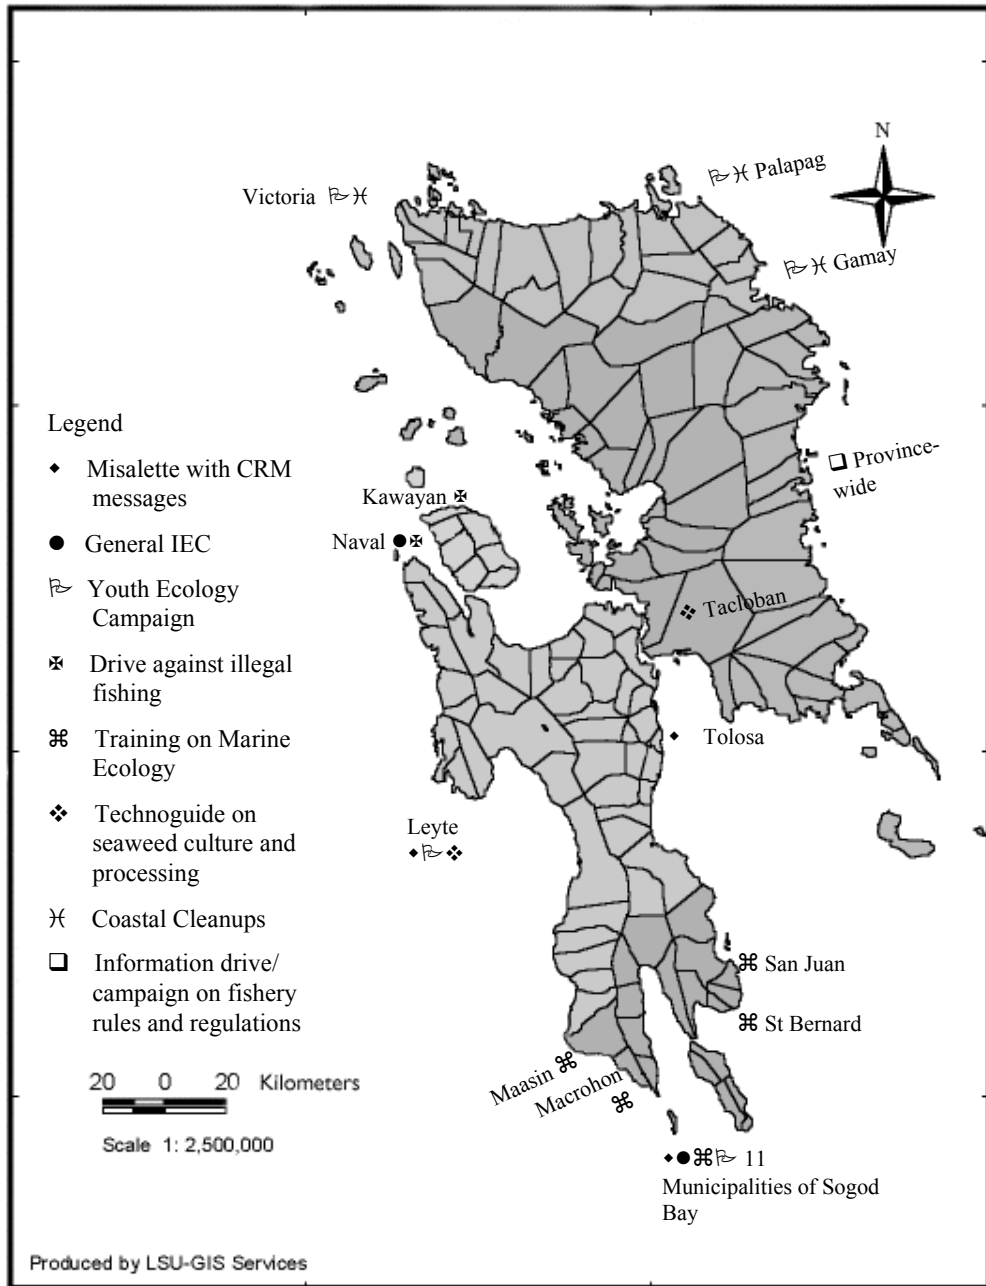 N
Victoria
Palapag
Gamay
Legend
Misalette with CRM
messages
General IEC
Youth Ecology
Campaign
Drive against illegal
fishing
Training on Marine
Ecology
Technoguide on
seaweed culture and
processing
Coastal Cleanups
Information drive/
campaign on fishery
rules and regulations
Province-
wide
Kawayan
Naval
Tacloban
Tolosa
Leyte
San Juan
St Bernard
Maasin
Macrohon
11
Municipalities of Sogod
Bay
20 0 20 Kilometers
Scale 1: 2,500,000
Produced by LSU-GIS Services